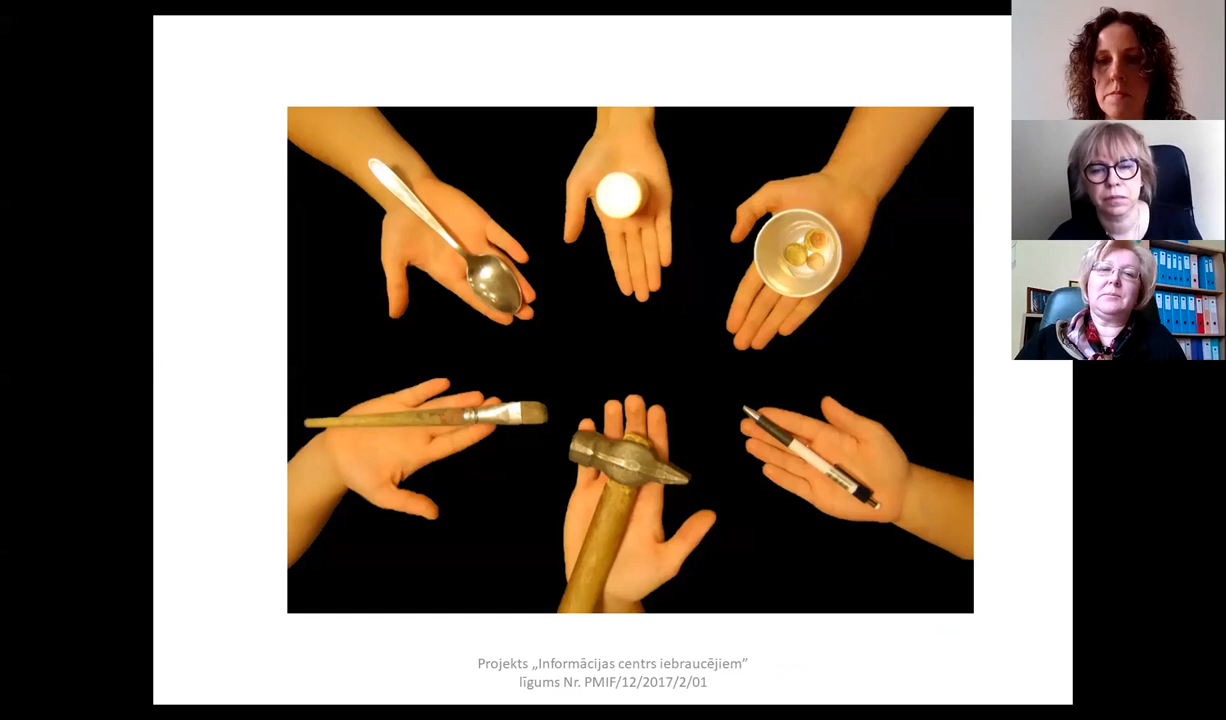 Projekts „Informācijas centrs iebraucējiem”
līgums Nr. PMIF/12/2017/2/01